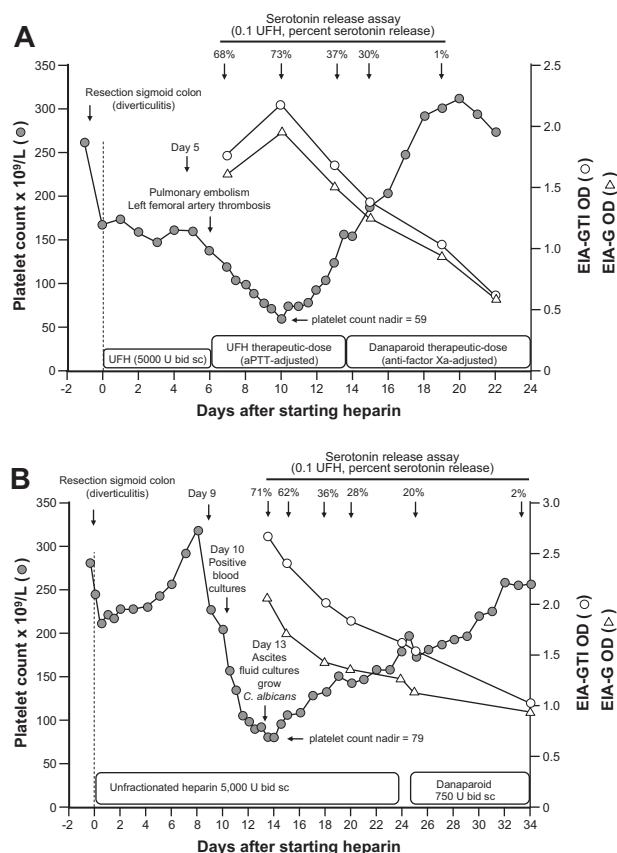 A
Serotonin release assay
(0.1 UFH, percent serotonin release)
68% 73% 37% 30% 1%
350 300 250 200 150 100 50 0
2.5 2.0 1.5 1.0 0.5 0
Platelet count x 10⁹/L ( )
EIA-GTI OD ( )
EIA-G OD ( )
Resection sigmoid colon
(diverticulitis)
Day 5
Pulmonary embolism
Left femoral artery thrombosis
platelet count nadir = 59
UFH (5000 U bid sc)
UFH therapeutic-dose
(aPTT-adjusted)
Danaparoid therapeutic-dose
(anti-factor Xa-adjusted)
-2 0 2 4 6 8 10 12 14 16 18 20 22 24
Days after starting heparin
B
Serotonin release assay
(0.1 UFH, percent serotonin release)
71% 62% 36% 28% 20% 2%
350 300 250 200 150 100 50 0
3.0 2.5 2.0 1.5 1.0 0.5 0
Platelet count x 10⁹/L ( )
EIA-GTI OD ( )
EIA-G OD ( )
Resection sigmoid colon
(diverticulitis)
Day 9
Day 10
Positive
blood
cultures
Day 13
Ascites
fluid cultures
grow
C. albicans
platelet count nadir = 79
Unfractionated heparin 5,000 U bid sc
Danaparoid
750 U bid sc
-2 0 2 4 6 8 10 12 14 16 18 20 22 24 26 28 30 32 34
Days after starting heparin